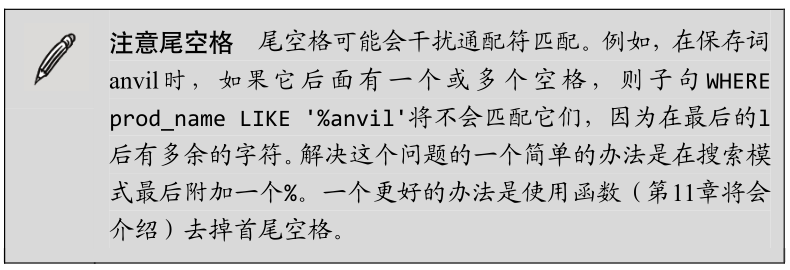 注意尾空格 尾空格可能会干扰通配符匹配。例如，在保存词
anvil时，如果它后面有一个或多个空格，则子句WHERE
prod_name LIKE '%anvil'将不会匹配它们，因为在最后的l
后有多余的字符。解决这个问题的一个简单的办法是在搜索模
式最后附加一个%。一个更好的办法是使用函数（第11章将会
介绍）去掉首尾空格。